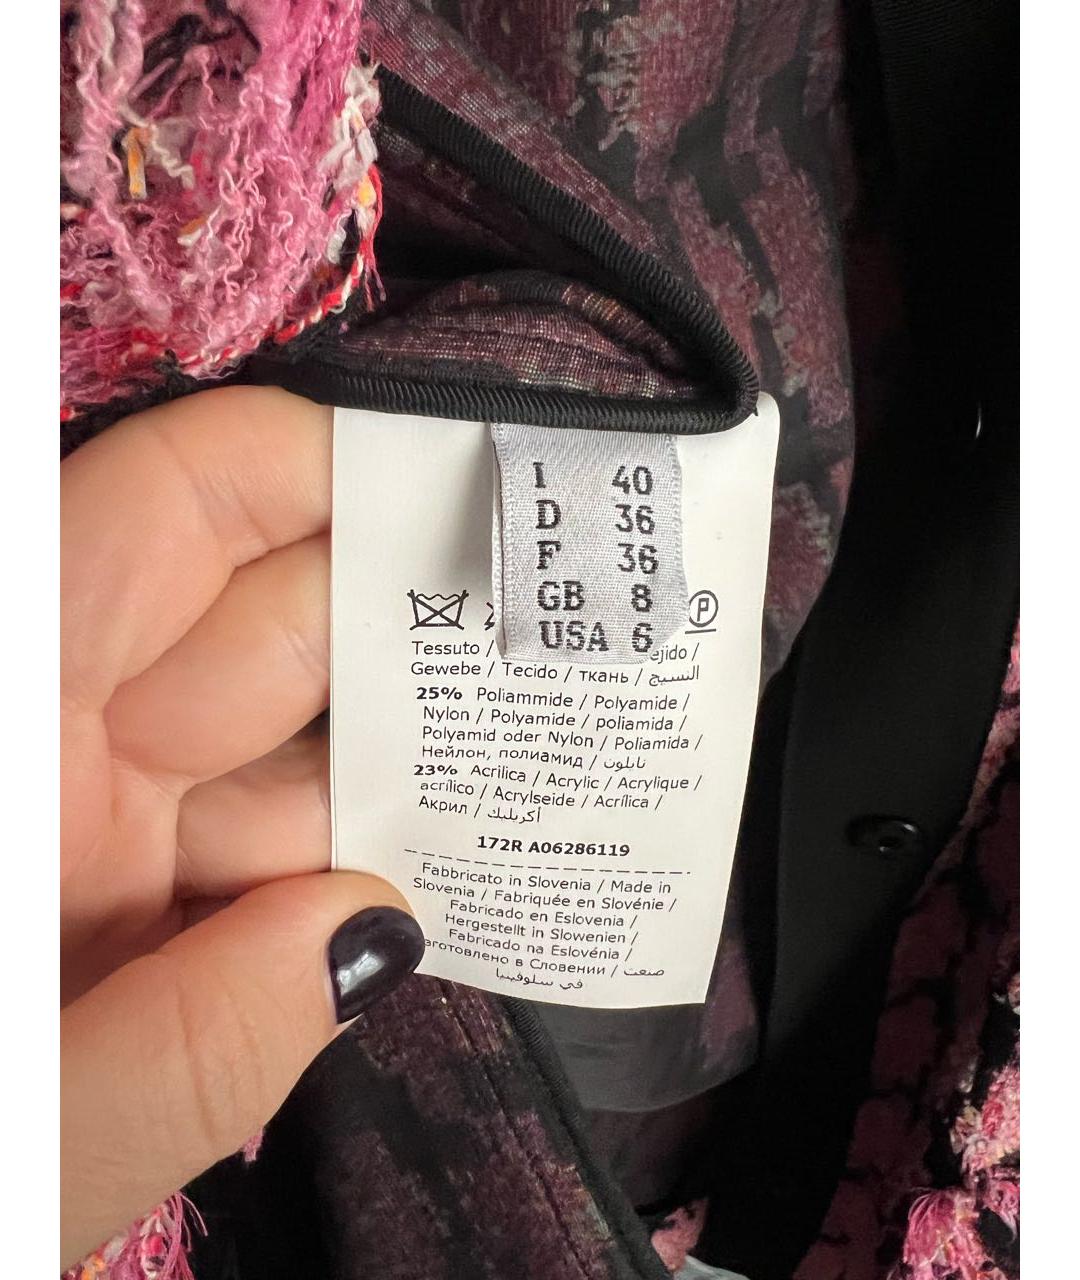 I 40
D 36
F 36
GB 8
USA 6
P
Tessuto / ejido /
Gewebe / Tecido / ткань / النسيج
25% Poliammide / Polyamide /
Nylon / Polyamide / poliamida /
Polyamid oder Nylon / Poliamida /
Нейлон, полиамид / نايلون
23% Acrilica / Acrylic / Acrylique /
acrílico / Acrylseide / Acrílica /
Акрил / أكريليك
172R A06286119
Fabbricato in Slovenia / Made in
Slovenia / Fabriquée en Slovénie /
Fabricado en Eslovenia /
Hergestellt in Slowenien /
Fabricado na Eslovénia /
зготовлено в Словении / صنعت
في سلوفينيا